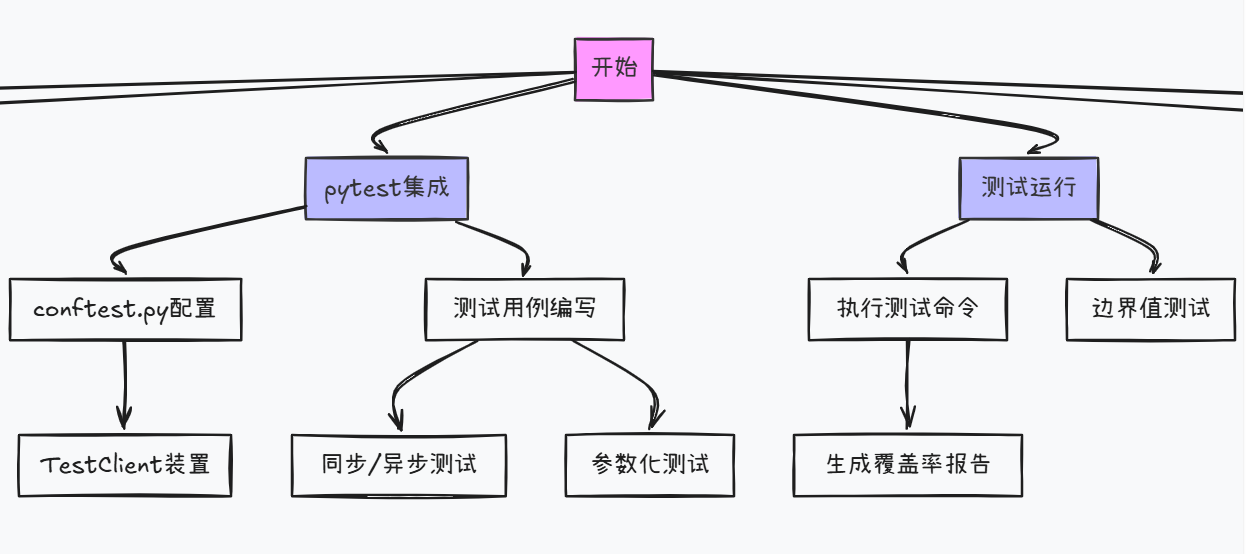 开始
pytest集成
测试运行
conftest.py配置
测试用例编写
执行测试命令
边界值测试
TestClient装置
同步/异步测试
参数化测试
生成覆盖率报告